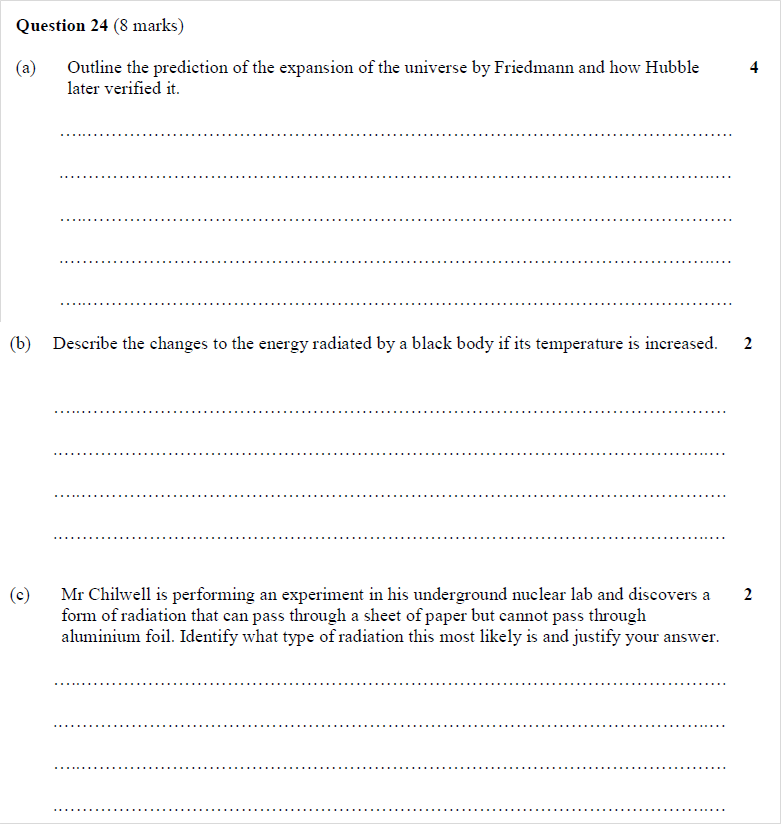 Question 24 (8 marks)
(a) Outline the prediction of the expansion of the universe by Friedmann and how Hubble 4
later verified it.
(b) Describe the changes to the energy radiated by a black body if its temperature is increased. 2
(c) Mr Chilwell is performing an experiment in his underground nuclear lab and discovers a 2
form of radiation that can pass through a sheet of paper but cannot pass through
aluminium foil. Identify what type of radiation this most likely is and justify your answer.